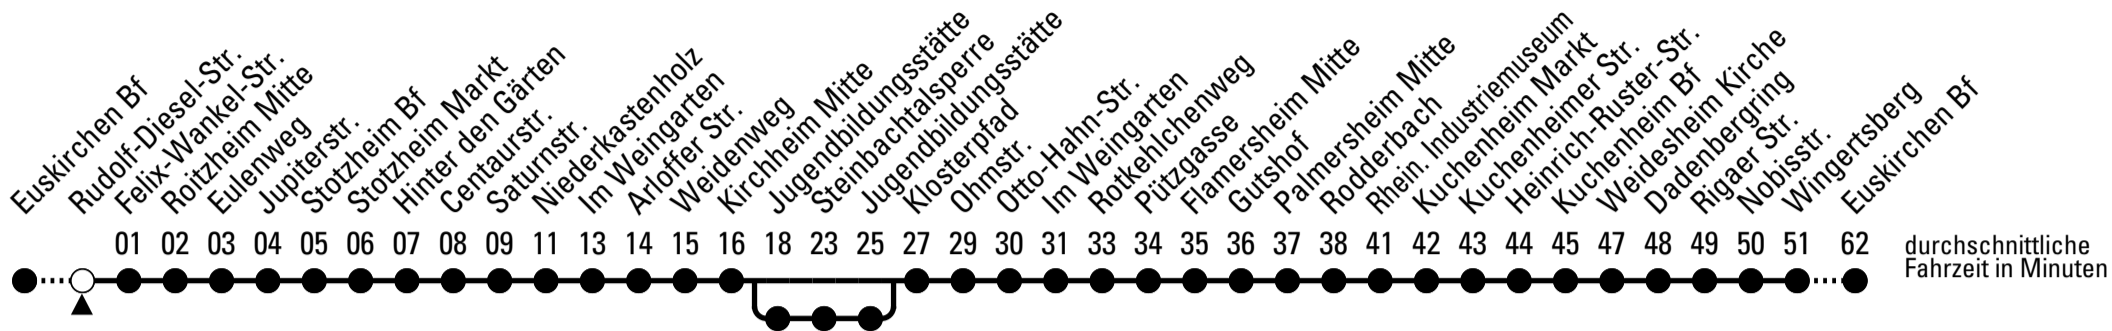 Euskirchen Bf
Rudolf-Diesel-Str.
Felix-Wankel-Str.
Roitzheim Mitte
Eulenweg
Jupiterstr.
Stotzheim Bf
Stotzheim Markt
Hinter den Gärten
Centaurstr.
Saturnstr.
Niederkastenholz
Im Weingarten
Arloffer Str.
Weidenweg
Kirchheim Mitte
Jugendbildungsstätte
Steinbachtalsperre
Jugendbildungsstätte
Klosterpfad
Ohmstr.
Otto-Hahn-Str.
Im Weingarten
Rotkehlchenweg
Pützgasse
Flamersheim Mitte
Gutshof
Palmersheim Mitte
Rodderbach
Rhein. Industriemuseum
Kuchenheim Markt
Kuchenheimer Str.
Heinrich-Ruster-Str.
Kuchenheim Bf
Weidesheim Kirche
Dadenbergring
Rigaer Str.
Nobisstr.
Wingertsberg
Euskirchen Bf
01 02 03 04 05 06 07 08 09 11 13 14 15 16 18 23 25 27 29 30 31 33 34 35 36 37 38 41 42 43 44 45 47 48 49 50 51 62
durchschnittliche
Fahrzeit in Minuten